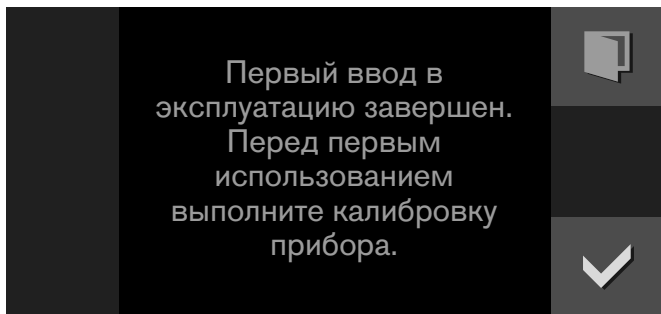 Первый ввод в
эксплуатацию завершен.
Перед первым
использованием
выполните калибровку
прибора.